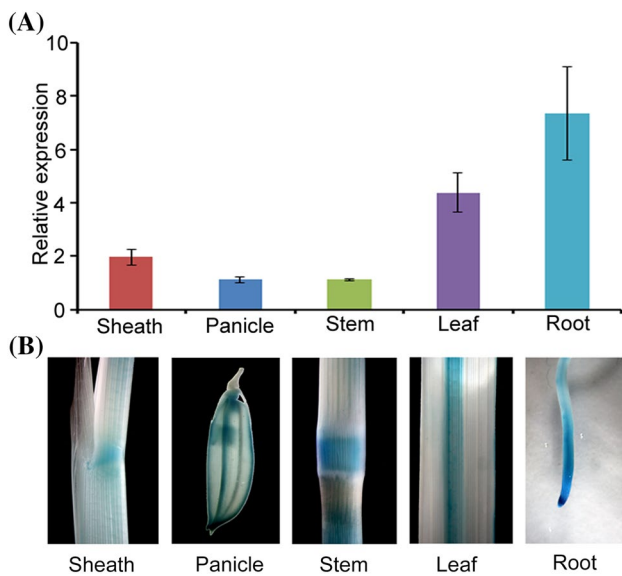 (A)
Relative expression
10
8
6
4
2
0
Sheath Panicle Stem Leaf Root
(B)
Sheath Panicle Stem Leaf Root